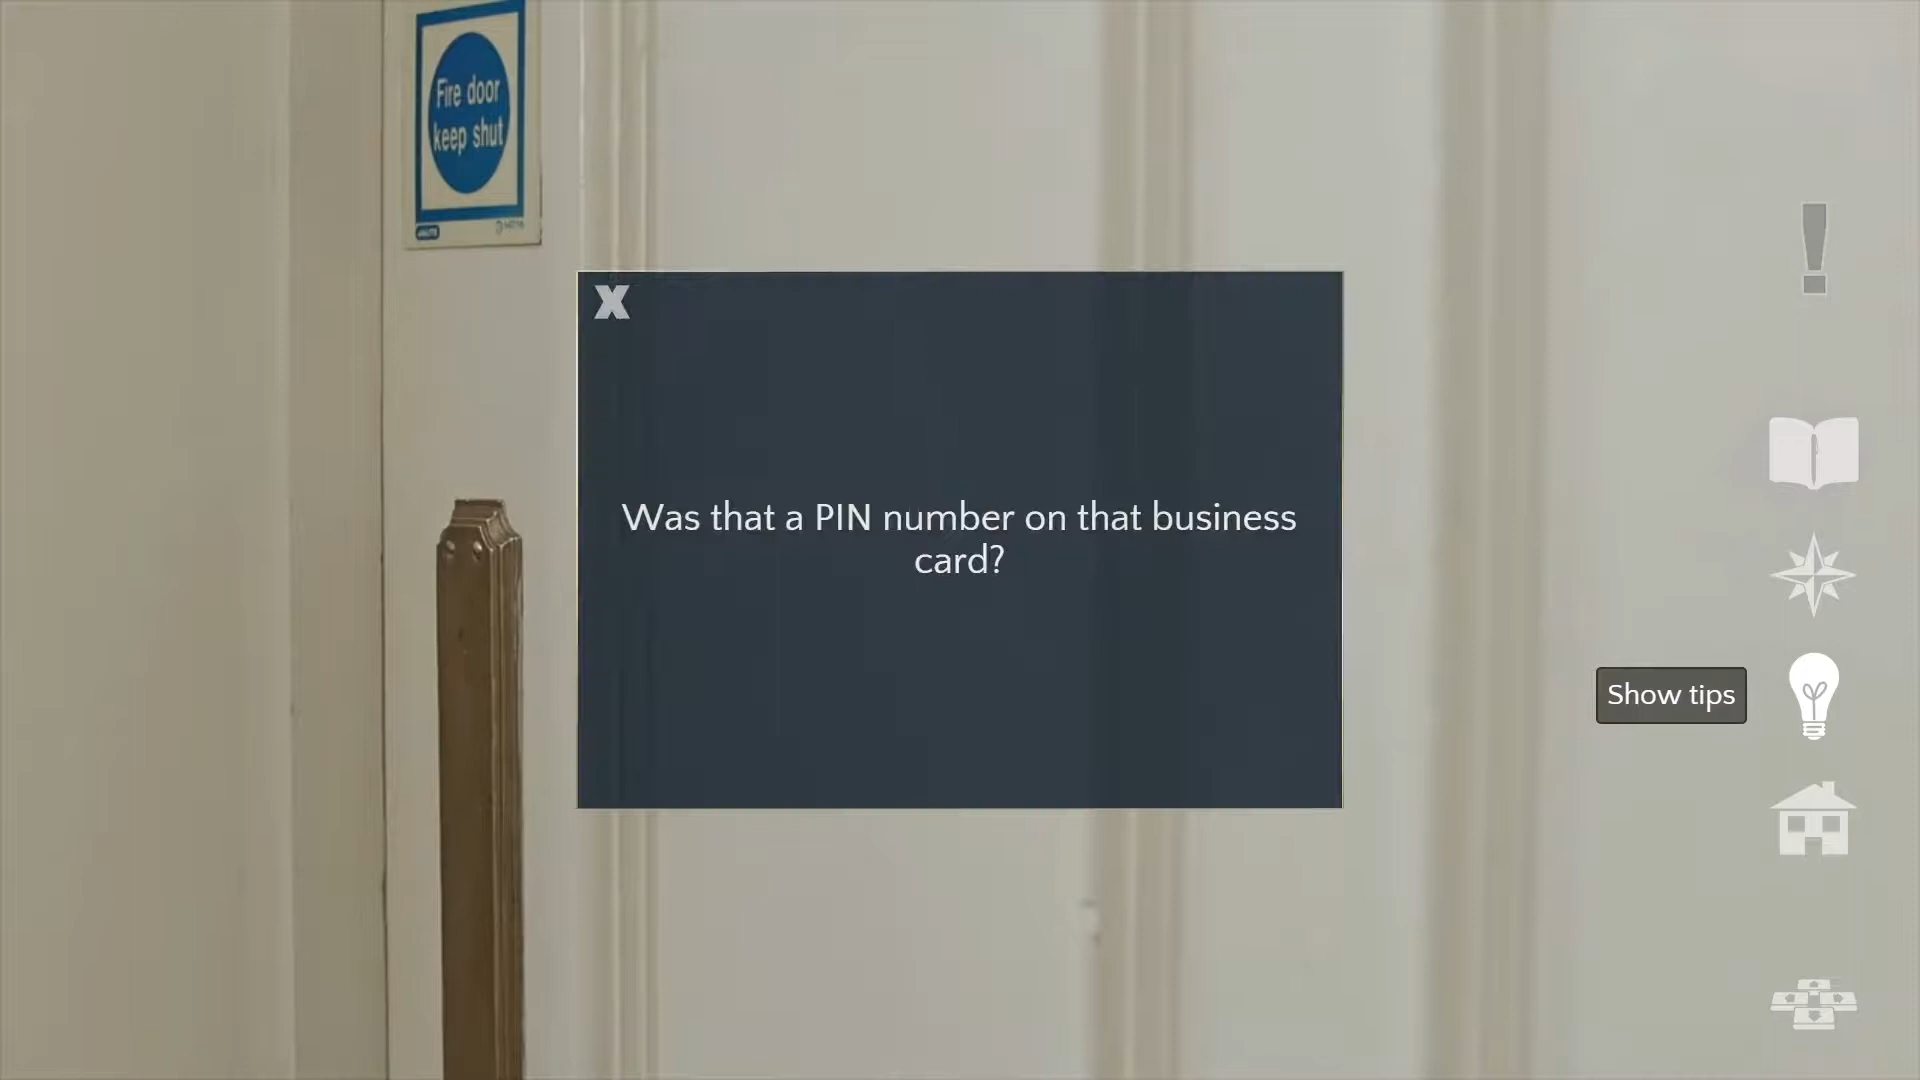 Fire door
keep shut
X
Was that a PIN number on that business
card?
Show tips